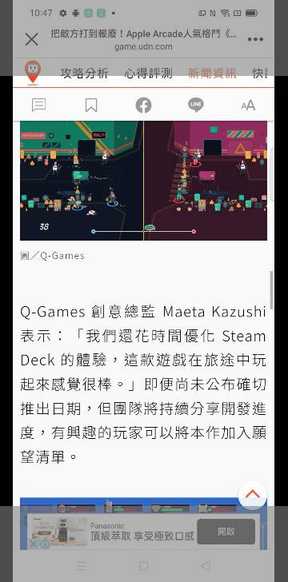 10:47
把敵方打到報廢！Apple Arcade人氣格鬥《...
game.udn.com
攻略分析 心得評測 新聞資訊 快
LINE
AA
38
圖／Q-Games
Q-Games 創意總監 Maeta Kazushi
表示：「我們還花時間優化 Steam
Deck 的體驗，這款遊戲在旅途中玩
起來感覺很棒。」即便尚未公布確切
推出日期，但團隊將持續分享開發進
度，有興趣的玩家可以將本作加入願
望清單。
Panasonic
頂級萃取 享受極致口感
開啟